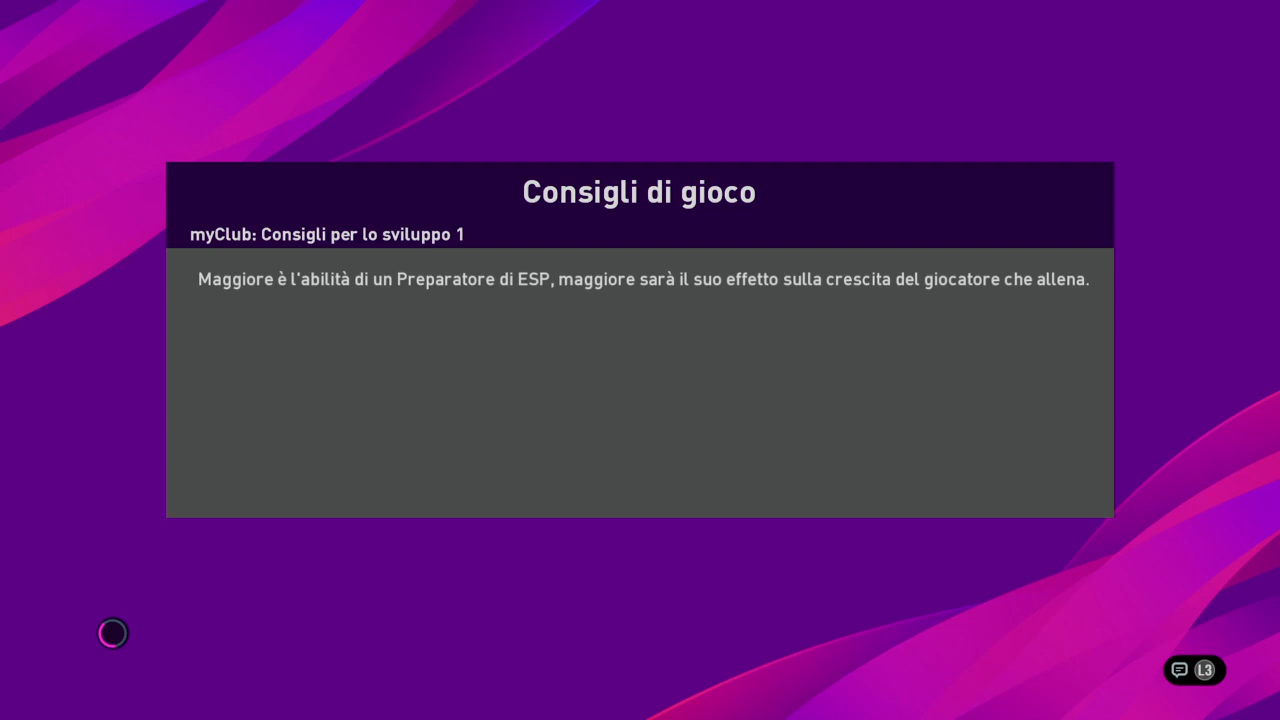 Consigli di gioco
myClub: Consigli per lo sviluppo 1
Maggiore è l'abilità di un Preparatore di ESP, maggiore sarà il suo effetto sulla crescita del giocatore che allena.
L3